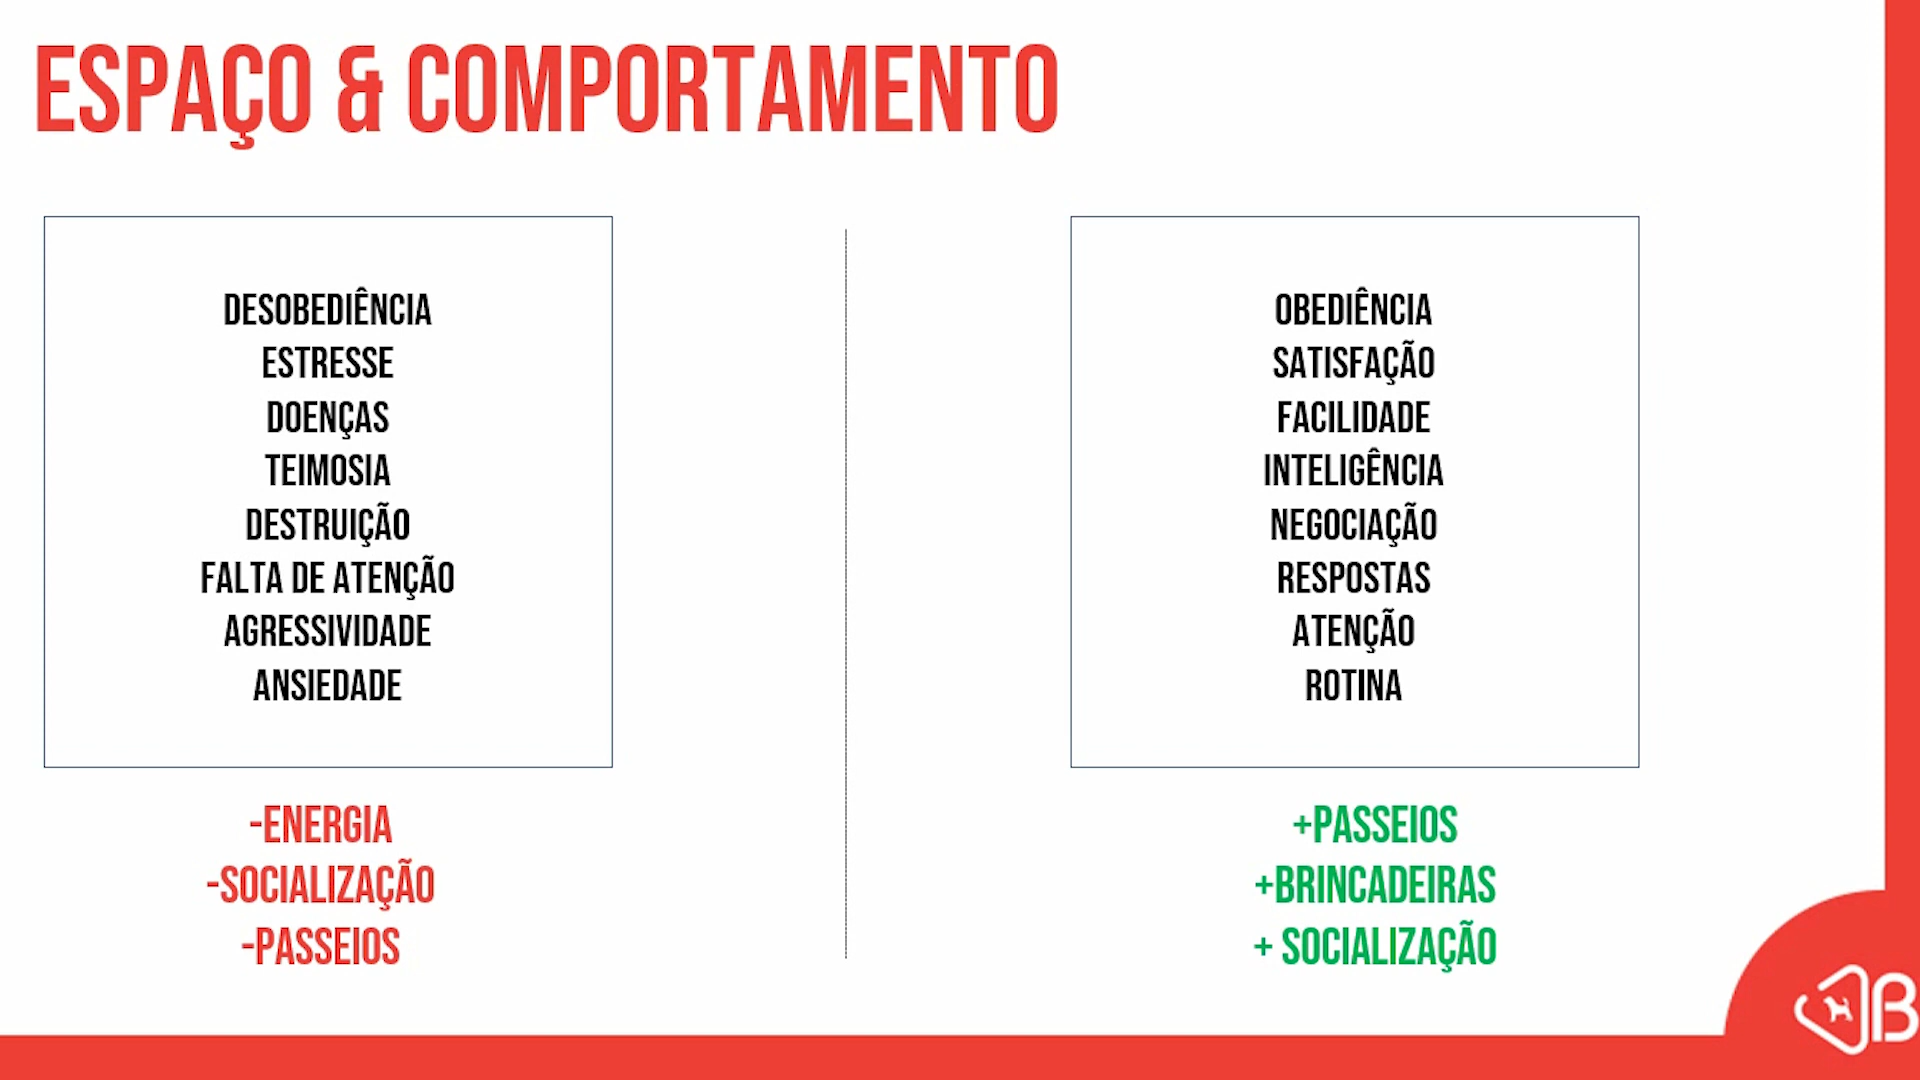 ESPAÇO & COMPORTAMENTO
DESOBEDIÊNCIA
ESTRESSE
DOENÇAS
TEIMOSIA
DESTRUIÇÃO
FALTA DE ATENÇÃO
AGRESSIVIDADE
ANSIEDADE
-ENERGIA
-SOCIALIZAÇÃO
-PASSEIOS
OBEDIÊNCIA
SATISFAÇÃO
FACILIDADE
INTELIGÊNCIA
NEGOCIAÇÃO
RESPOSTAS
ATENÇÃO
ROTINA
+PASSEIOS
+BRINCADEIRAS
+ SOCIALIZAÇÃO
B